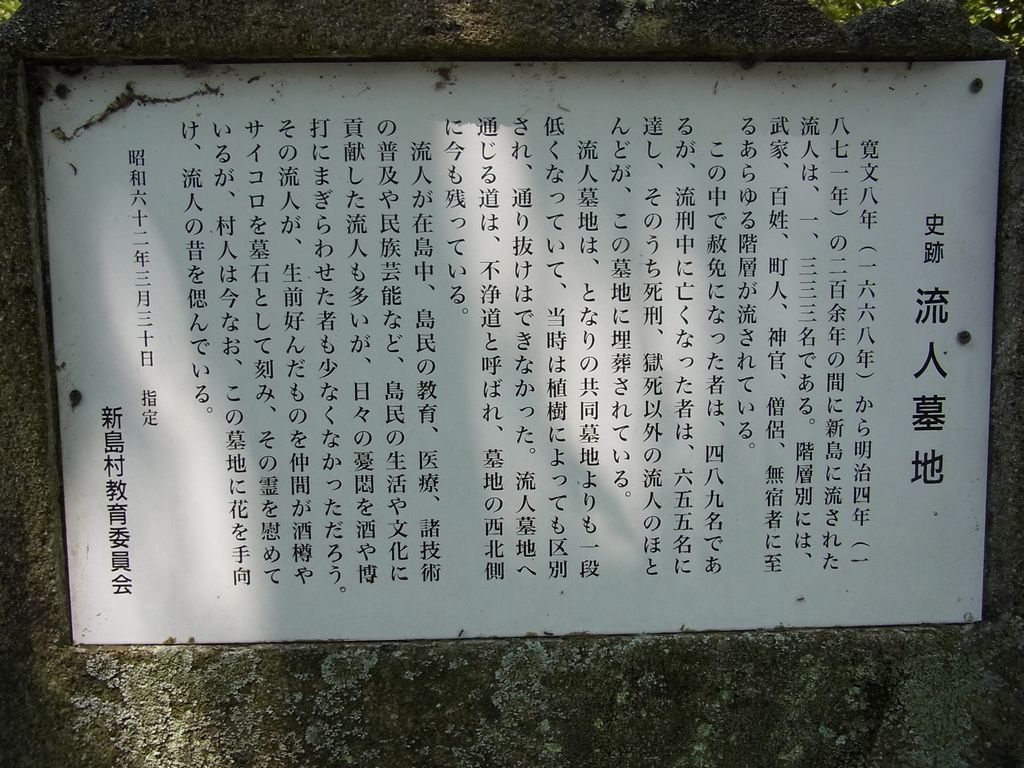 史跡 流人墓地
寛文八年（一六六八年）から明治四年（一
八七一年）の二百余年の間に新島に流された
流人は、一、三三三名である。階層別には、
武家、百姓、町人、神官、僧侶、無宿者に至
るあらゆる階層が流されている。
この中で赦免になった者は、四八九名であ
るが、流刑中に亡くなった者は、六五五名に
達し、そのうち死刑、獄死以外の流人のほと
んどが、この墓地に埋葬されている。
流人墓地は、となりの共同墓地よりも一段
低くなっていて、当時は植樹によっても区別
され、通り抜けはできなかった。流人墓地へ
通じる道は、不浄道と呼ばれ、墓地の西北側
に今も残っている。
流人が在島中、島民の教育、医療、諸技術
の普及や民族芸能など、島民の生活や文化に
貢献した流人も多いが、日々の憂悶を酒や博
打にまぎらわせた者も少なくなかっただろう。
その流人が、生前好んだものを仲間が酒樽や
サイコロを墓石として刻み、その霊を慰めて
いるが、村人は今なお、この墓地に花を手向
け、流人の昔を偲んでいる。
昭和六十二年三月三十日 指定
新島村教育委員会